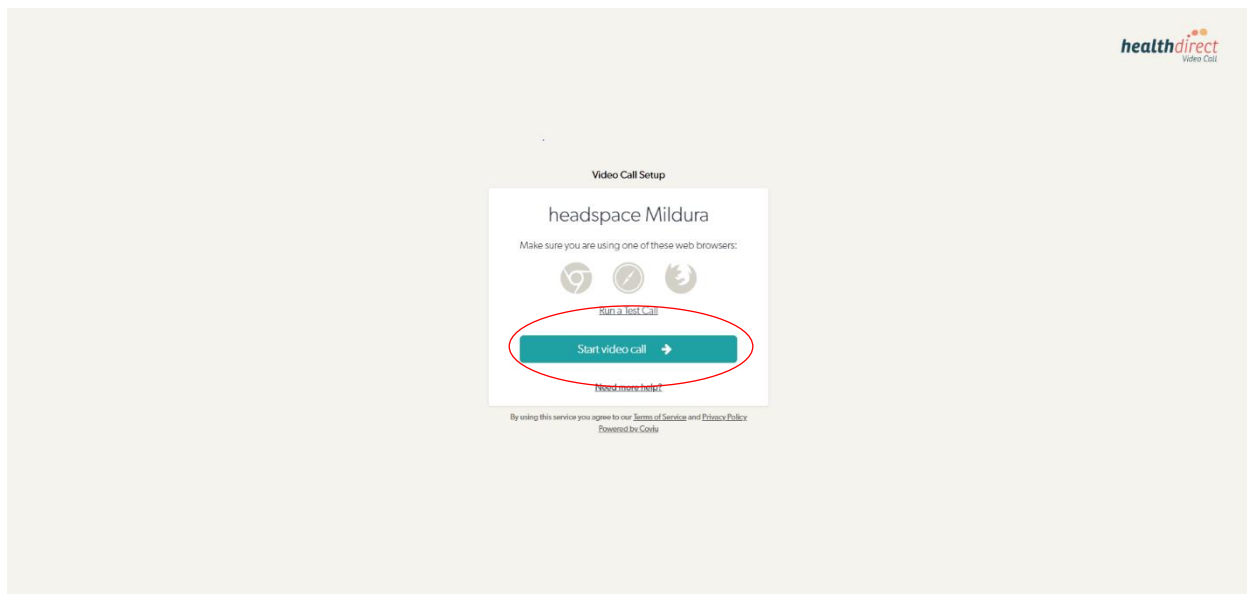 healthdirect
Video Call
Video Call Setup
headspace Mildura
Make sure you are using one of these web browsers:
Run a Test Call
Start video call
Need more help?
By using this service you agree to our Terms of Service and Privacy Policy
Powered by Coviu